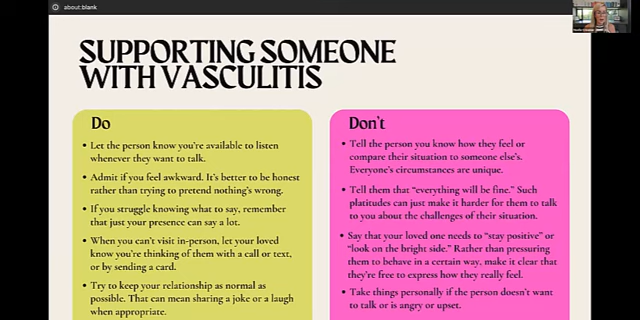 about:blank
SUPPORTING SOMEONE
WITH VASCULITIS
Do
• Let the person know you're available to listen
whenever they want to talk.
• Admit if you feel awkward. It's better to be honest
rather than trying to pretend nothing's wrong.
• If you struggle knowing what to say, remember
that just your presence can say a lot.
• When you can't visit in-person, let your loved
know you're thinking of them with a call or text,
or by sending a card.
• Try to keep your relationship as normal as
possible. That can mean sharing a joke or a laugh
when appropriate.
Don't
• Tell the person you know how they feel or
compare their situation to someone else's.
Everyone's circumstances are unique.
• Tell them that “everything will be fine.” Such
platitudes can just make it harder for them to talk
to you about the challenges of their situation.
• Say that your loved one needs to “stay positive” or
“look on the bright side.” Rather than pressuring
them to behave in a certain way, make it clear that
they're free to express how they really feel.
• Take things personally if the person doesn't want
to talk or is angry or upset.